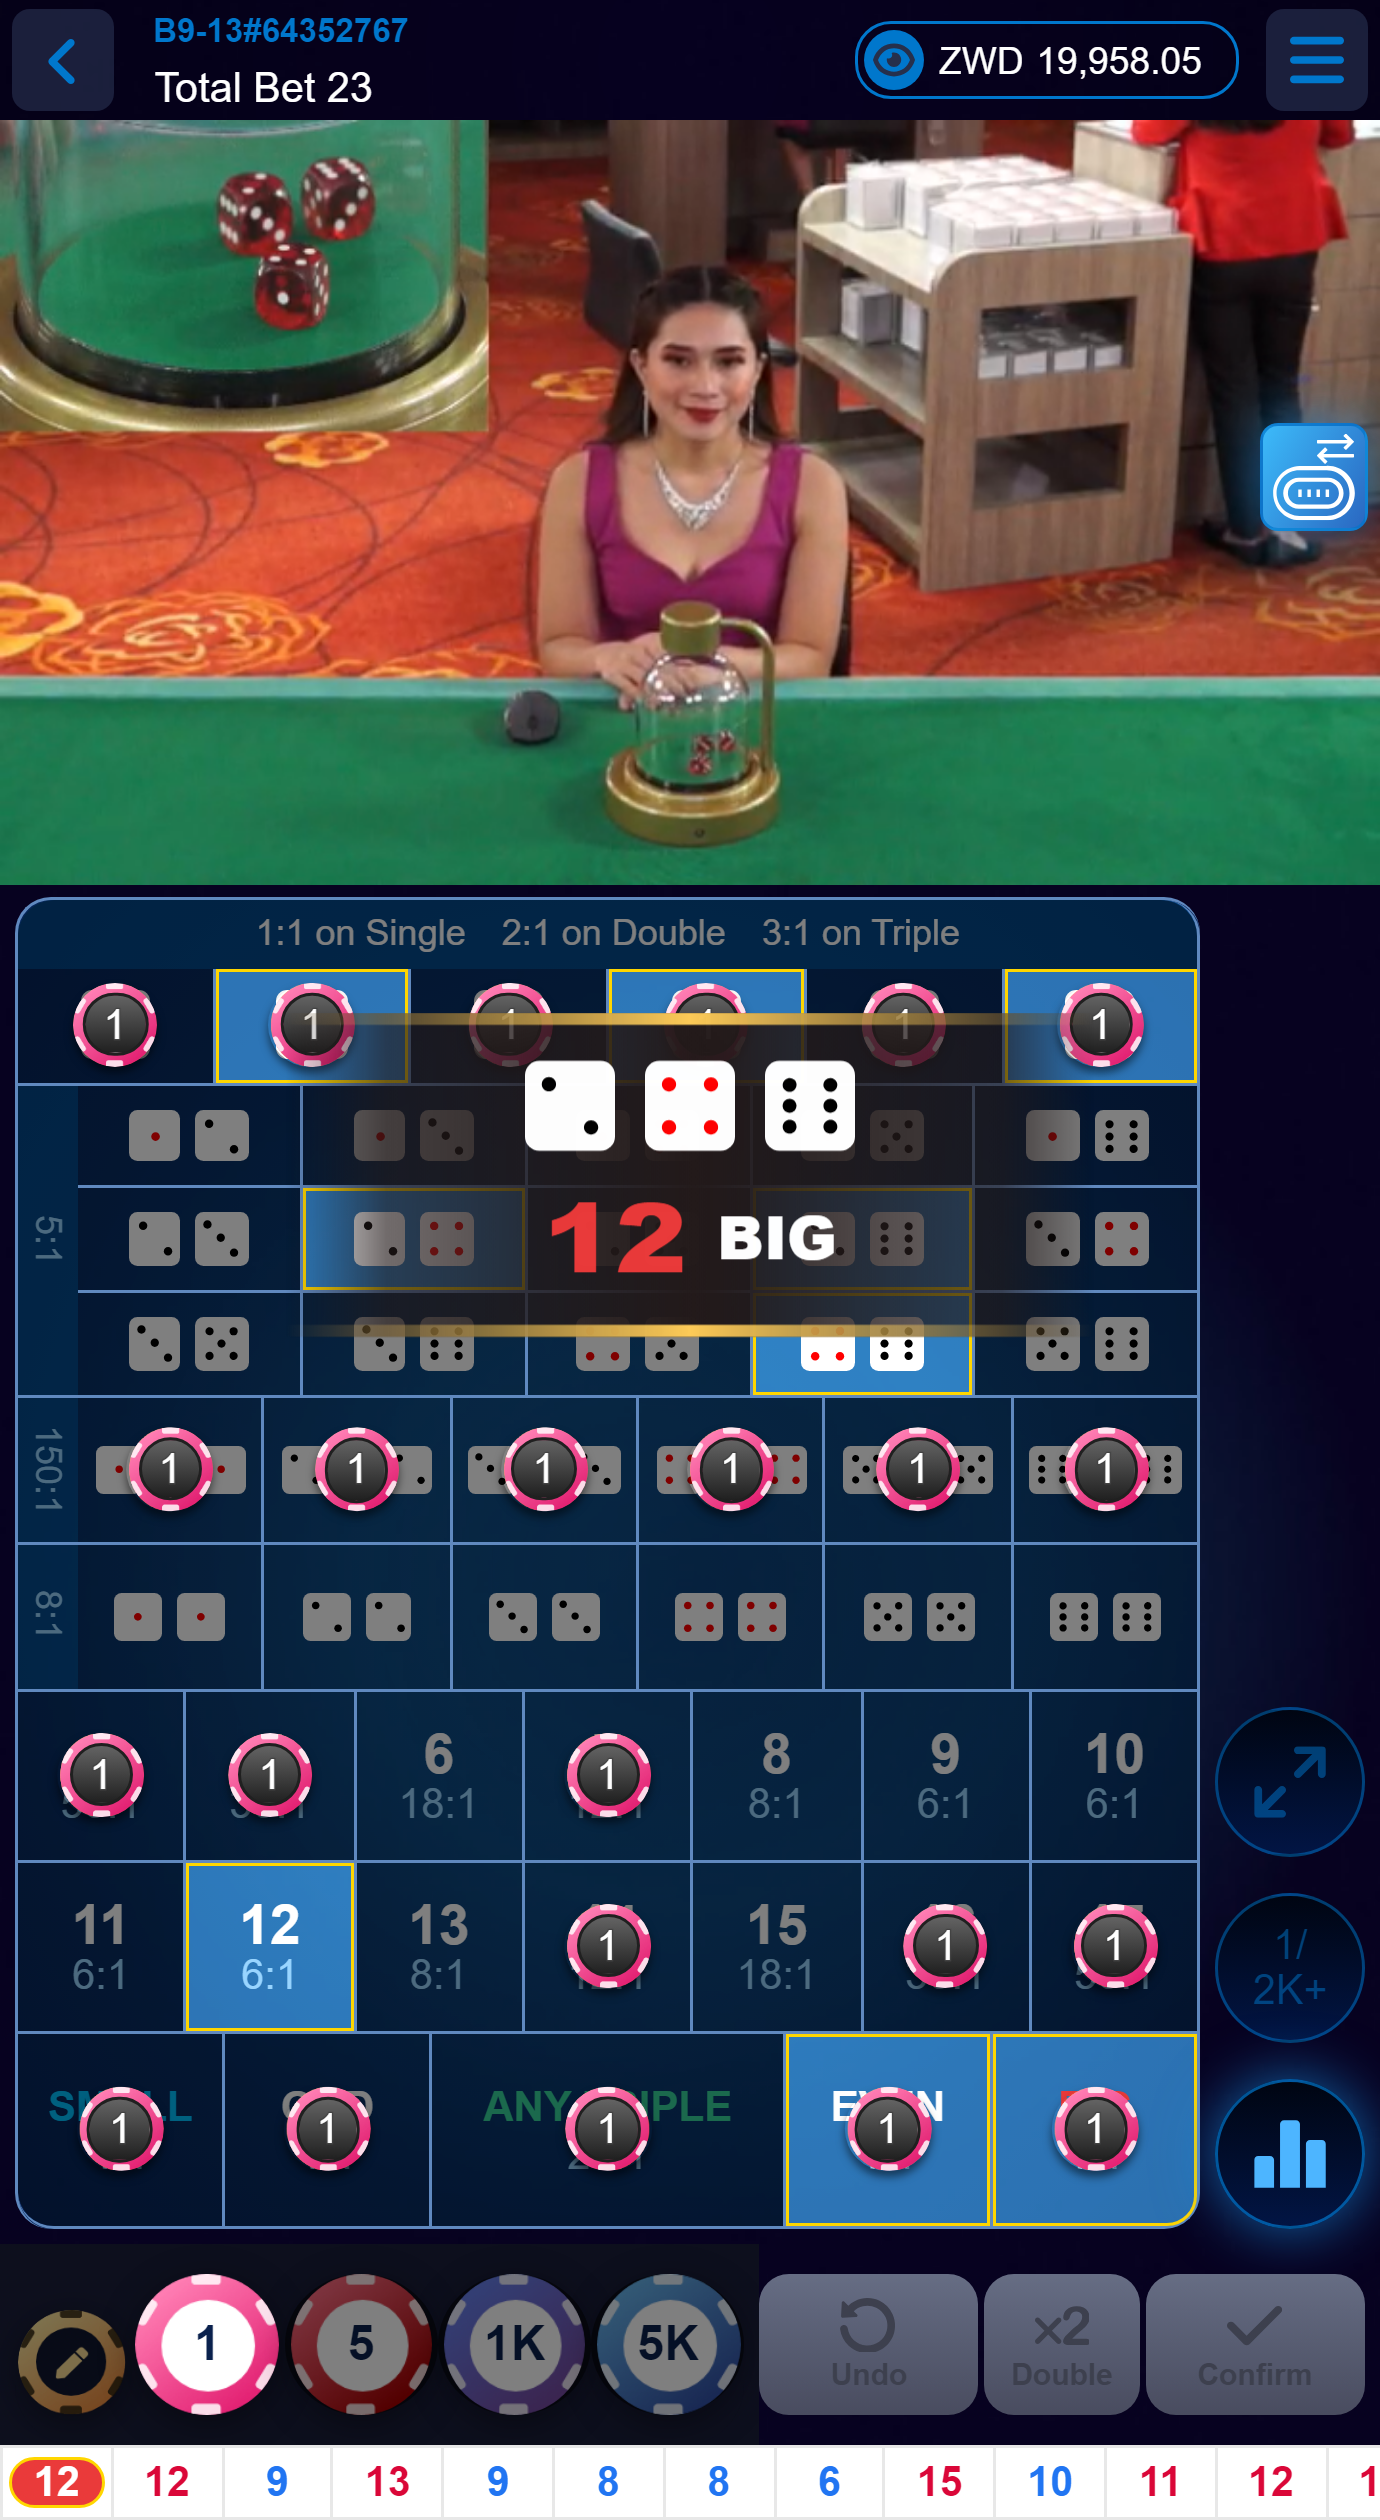 B9-13#64352767
Total Bet 23
ZWD 19,958.05
1:1 on Single 2:1 on Double 3:1 on Triple
1 1 1 1 1 1
12 BIG
5:1
150:1
1 1 1 1 1 1
8:1
1 1 6 1 8 9 10
18:1 8:1 6:1 6:1
11 12 13 1 15 1 1
6:1 6:1 8:1 18:1
1 1 1 1 1
1/
2K+
1 5 1K 5K
Undo
x2
Double
Confirm
12 12 9 13 9 8 8 6 15 10 11 12